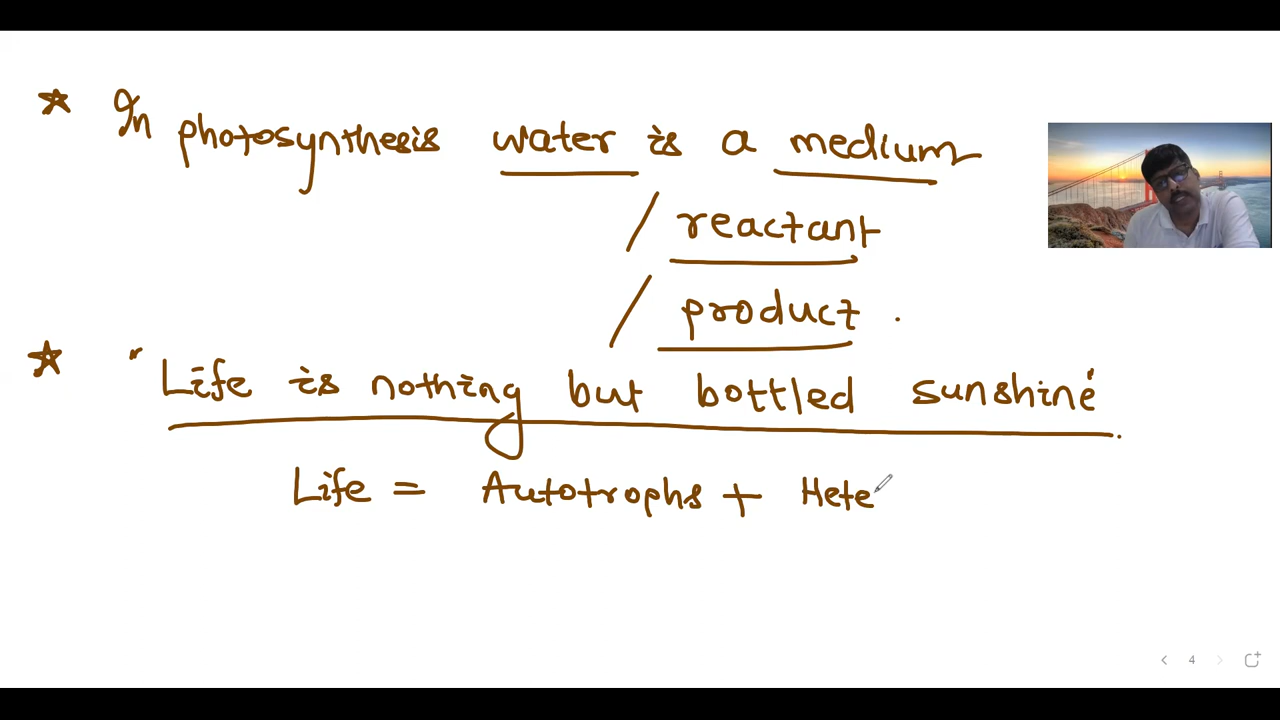 ☆ In photosynthesis water is a medium
/ reactant
/ product .
☆ " Life is nothing but bottled sunshine" .
Life = Autotrophs + Hete
4